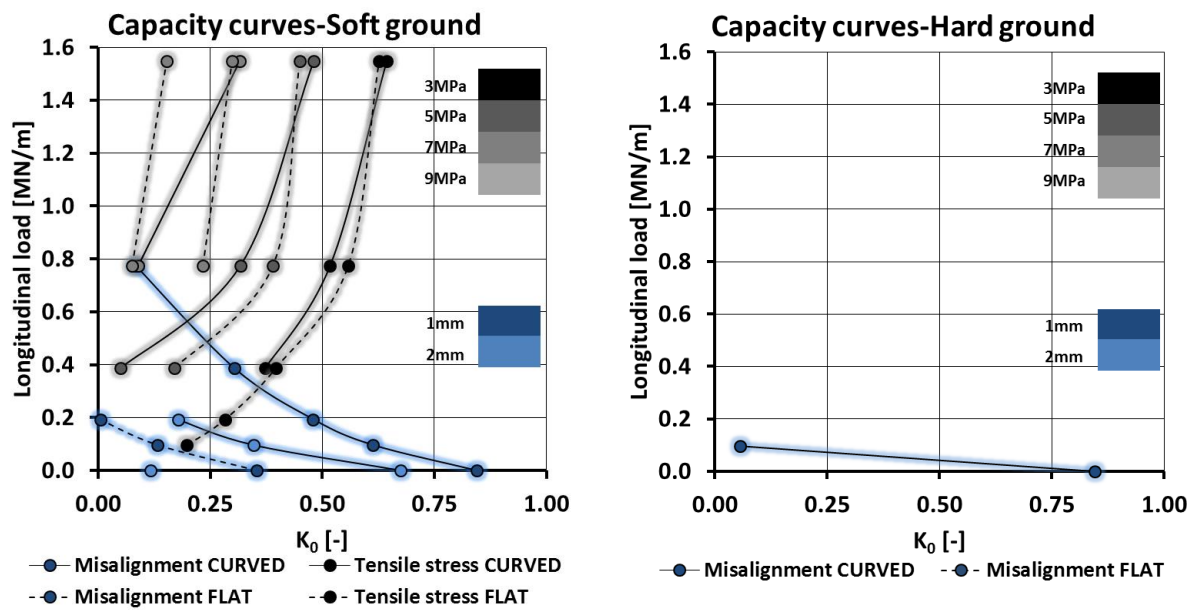 Capacity curves-Soft ground
Longitudinal load [MN/m]
1.6
1.4
1.2
1.0
0.8
0.6
0.4
0.2
0.0
3MPa
5MPa
7MPa
9MPa
1mm
2mm
0.00 0.25 0.50 0.75 1.00
K0 [-]
Misalignment CURVED Tensile stress CURVED
Misalignment FLAT Tensile stress FLAT
Capacity curves-Hard ground
Longitudinal load [MN/m]
1.6
1.4
1.2
1.0
0.8
0.6
0.4
0.2
0.0
3MPa
5MPa
7MPa
9MPa
1mm
2mm
0.00 0.25 0.50 0.75 1.00
K0 [-]
Misalignment CURVED Misalignment FLAT